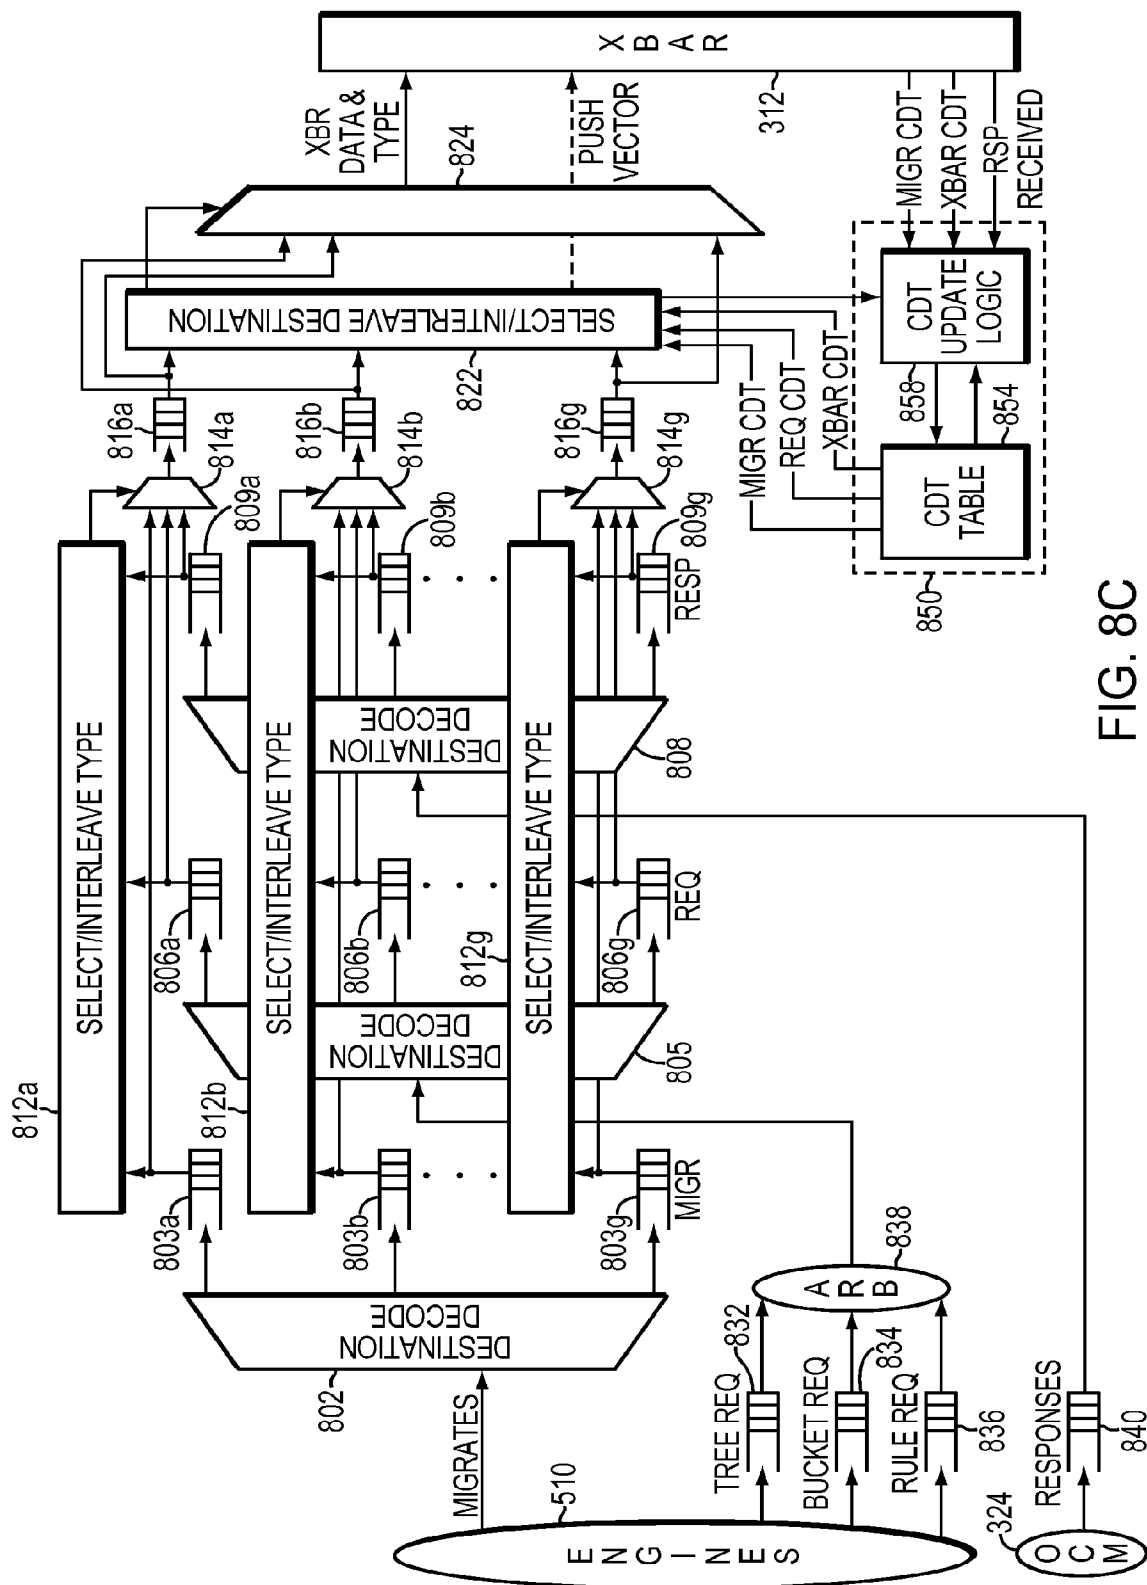 812a
SELECT/INTERLEAVE TYPE
803a
806a
809a
814a
816a
812b
SELECT/INTERLEAVE TYPE
803b
806b
809b
814b
816b
812g
SELECT/INTERLEAVE TYPE
803g
806g
809g
814g
816g
MIGR
REQ
RESP
802
DESTINATION
DECODE
805
DESTINATION
DECODE
808
DESTINATION
DECODE
822
SELECT/INTERLEAVE DESTINATION
824
XBR
DATA &
TYPE
PUSH
VECTOR
XBAR
312
MIGRATES
510
ENGINES
TREE REQ
832
BUCKET REQ
834
RULE REQ
836
ARB
838
324
OCM
RESPONSES
840
MIGR CDT
REQ CDT
XBAR CDT
850
CDT
TABLE
854
858
CDT
UPDATE
LOGIC
MIGR CDT
XBAR CDT
RSP
RECEIVED
FIG. 8C